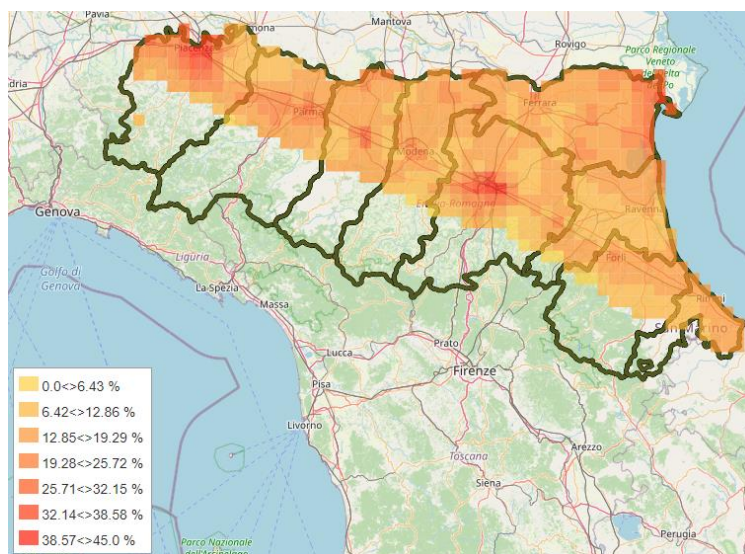 Pavia
Cremona
Mantova
Rovigo
Parco Regionale
Veneto
del Delta
Del Po
Piacenza
Parma
Ferrara
Modena
Genova
Emilia-Romagna
Ravenna
Golfo di
Genova
Liguria
La Spezia
Massa
Forlì
Rimini
San Marino
Lucca
Prato
Firenze
Pisa
Livorno
Arezzo
Toscana
Siena
Perugia
Parco Nazionale
dell'Arcipelago
0.0<>6.43 %
6.42<>12.86 %
12.85<>19.29 %
19.28<>25.72 %
25.71<>32.15 %
32.14<>38.58 %
38.57<>45.0 %